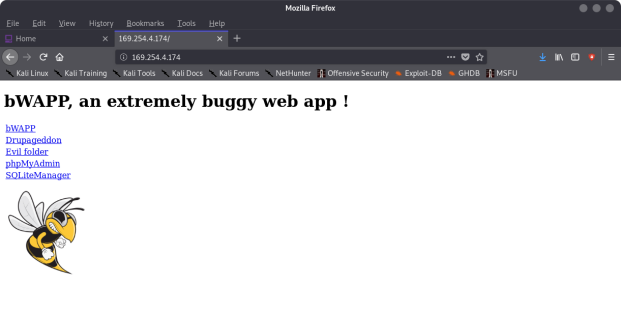 Mozilla Firefox
File Edit View History Bookmarks Tools Help
Home 169.254.4.174/
169.254.4.174
Kali Linux Kali Training Kali Tools Kali Docs Kali Forums NetHunter Offensive Security Exploit-DB GHDB MSFU
bWAPP, an extremely buggy web app !
bWAPP
Drupageddon
Evil folder
phpMyAdmin
SQLiteManager